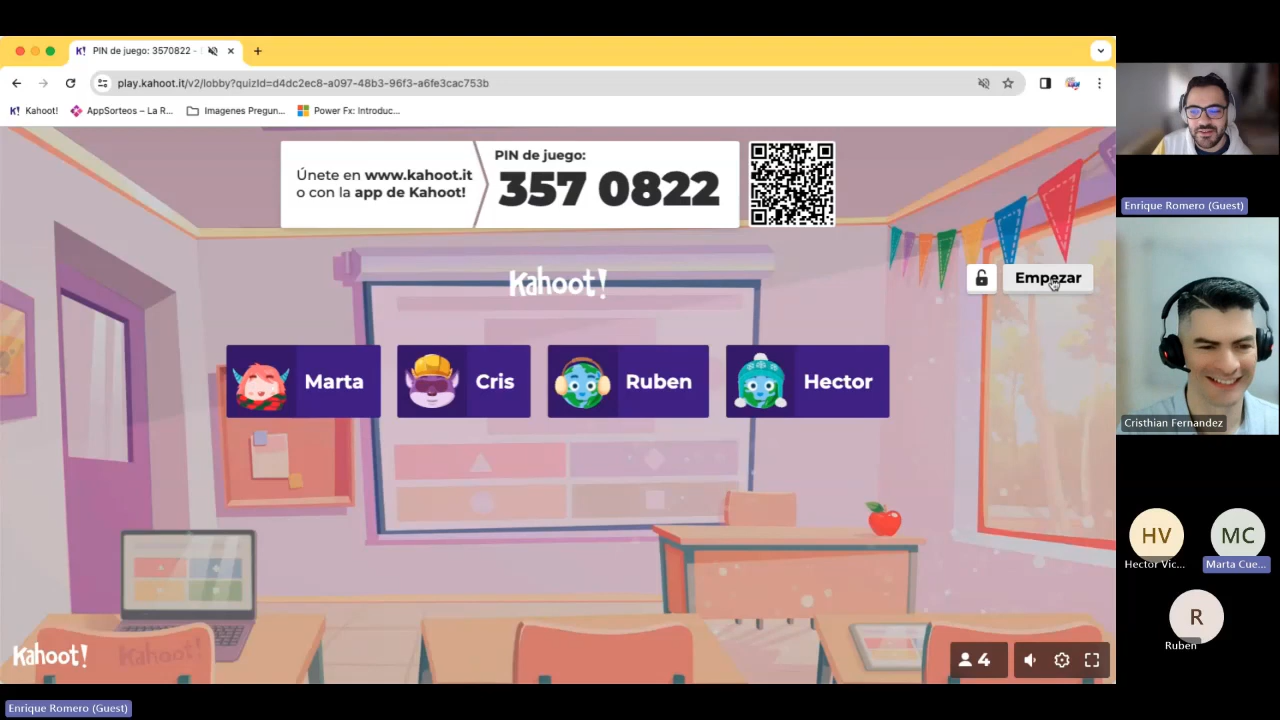 PIN de juego: 3570822 -
play.kahoot.it/v2/lobby?quizId=d4dc2ec8-a097-48b3-96f3-a6fe3cac753b
K! Kahoot!
AppSorteos – La R...
Imagenes Pregun...
Power Fx: Introduc...
Únete en www.kahoot.it
o con la app de Kahoot!
PIN de juego:
357 0822
Kahoot!
Empezar
Marta
Cris
Ruben
Hector
Kahoot!
Kahoot!
4
Enrique Romero (Guest)
Cristhian Fernandez
HV
Hector Vic...
MC
Marta Cue...
R
Ruben
Enrique Romero (Guest)